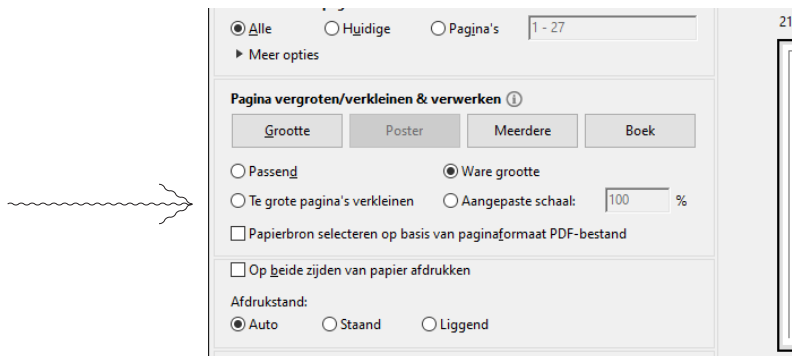 Alle Huidige Pagina's 1 - 27
Meer opties
Pagina vergroten/verkleinen & verwerken
Grootte Poster Meerdere Boek
Passend Ware grootte
Te grote pagina's verkleinen Aangepaste schaal: 100 %
Papierbron selecteren op basis van paginaformaat PDF-bestand
Op beide zijden van papier afdrukken
Afdrukstand:
Auto Staand Liggend
21